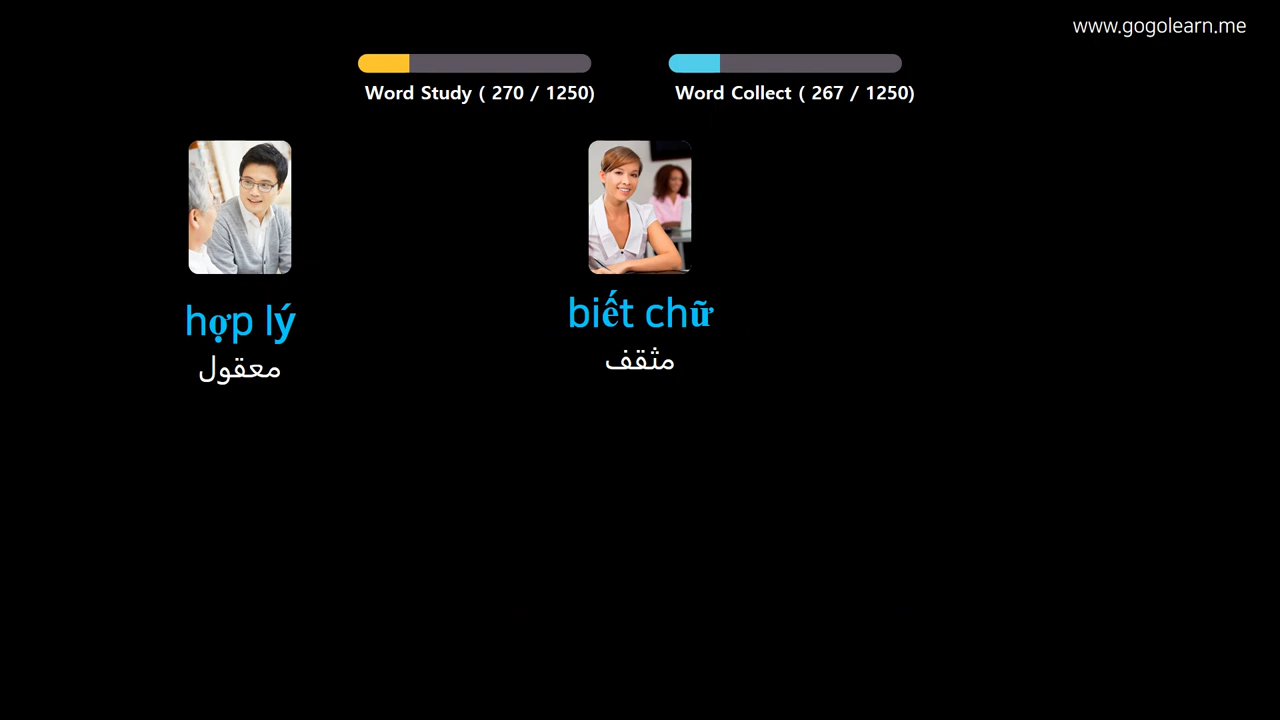 www.gogolearn.me
Word Study ( 270 / 1250)
Word Collect ( 267 / 1250)
hợp lý
معقول
biết chữ
مثقف